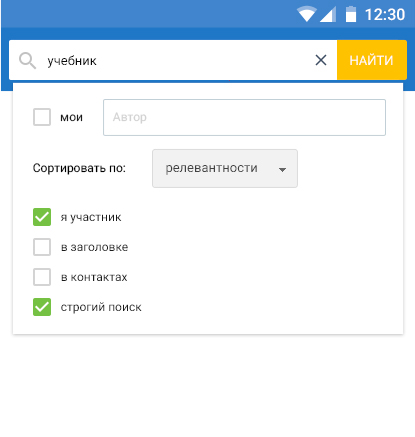 12:30
учебник
НАЙТИ
мои
Автор
Сортировать по:
релевантности
я участник
в заголовке
в контактах
строгий поиск